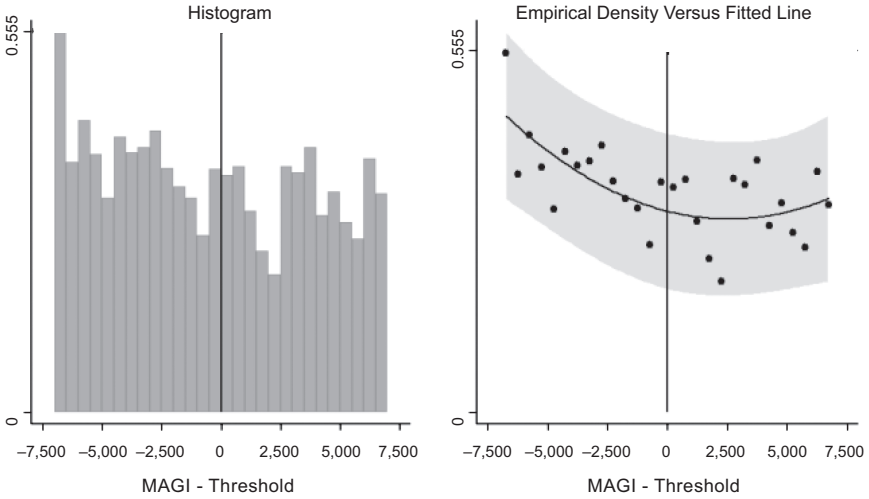 Histogram
0.555
0
–7,500 –5,000 –2,500 0 2,500 5,000 7,500
MAGI - Threshold
Empirical Density Versus Fitted Line
0.555
0
–7,500 –5,000 –2,500 0 2,500 5,000 7,500
MAGI - Threshold